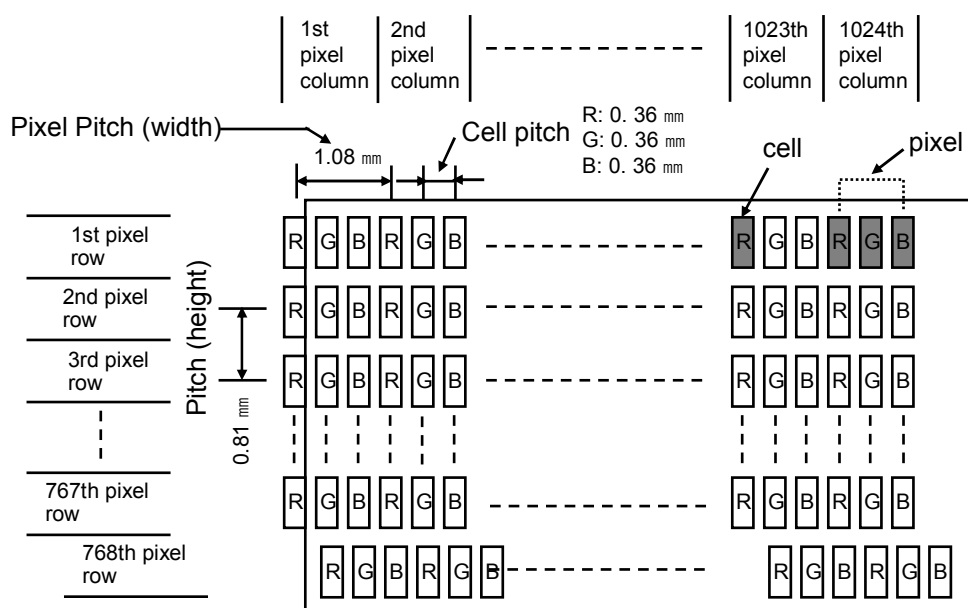 1st
pixel
column
2nd
pixel
column
1023th
pixel
column
1024th
pixel
column
Pixel Pitch (width)
1.08 ㎜
Cell pitch
R: 0. 36 ㎜
G: 0. 36 ㎜
B: 0. 36 ㎜
cell
pixel
1st pixel
row
R G B R G B R G B R G B
2nd pixel
row
R G B R G B R G B R G B
3rd pixel
row
R G B R G B R G B R G B
Pitch (height)
0.81 ㎜
767th pixel
row
R G B R G B R G B R G B
768th pixel
row
R G B R G B R G B R G B